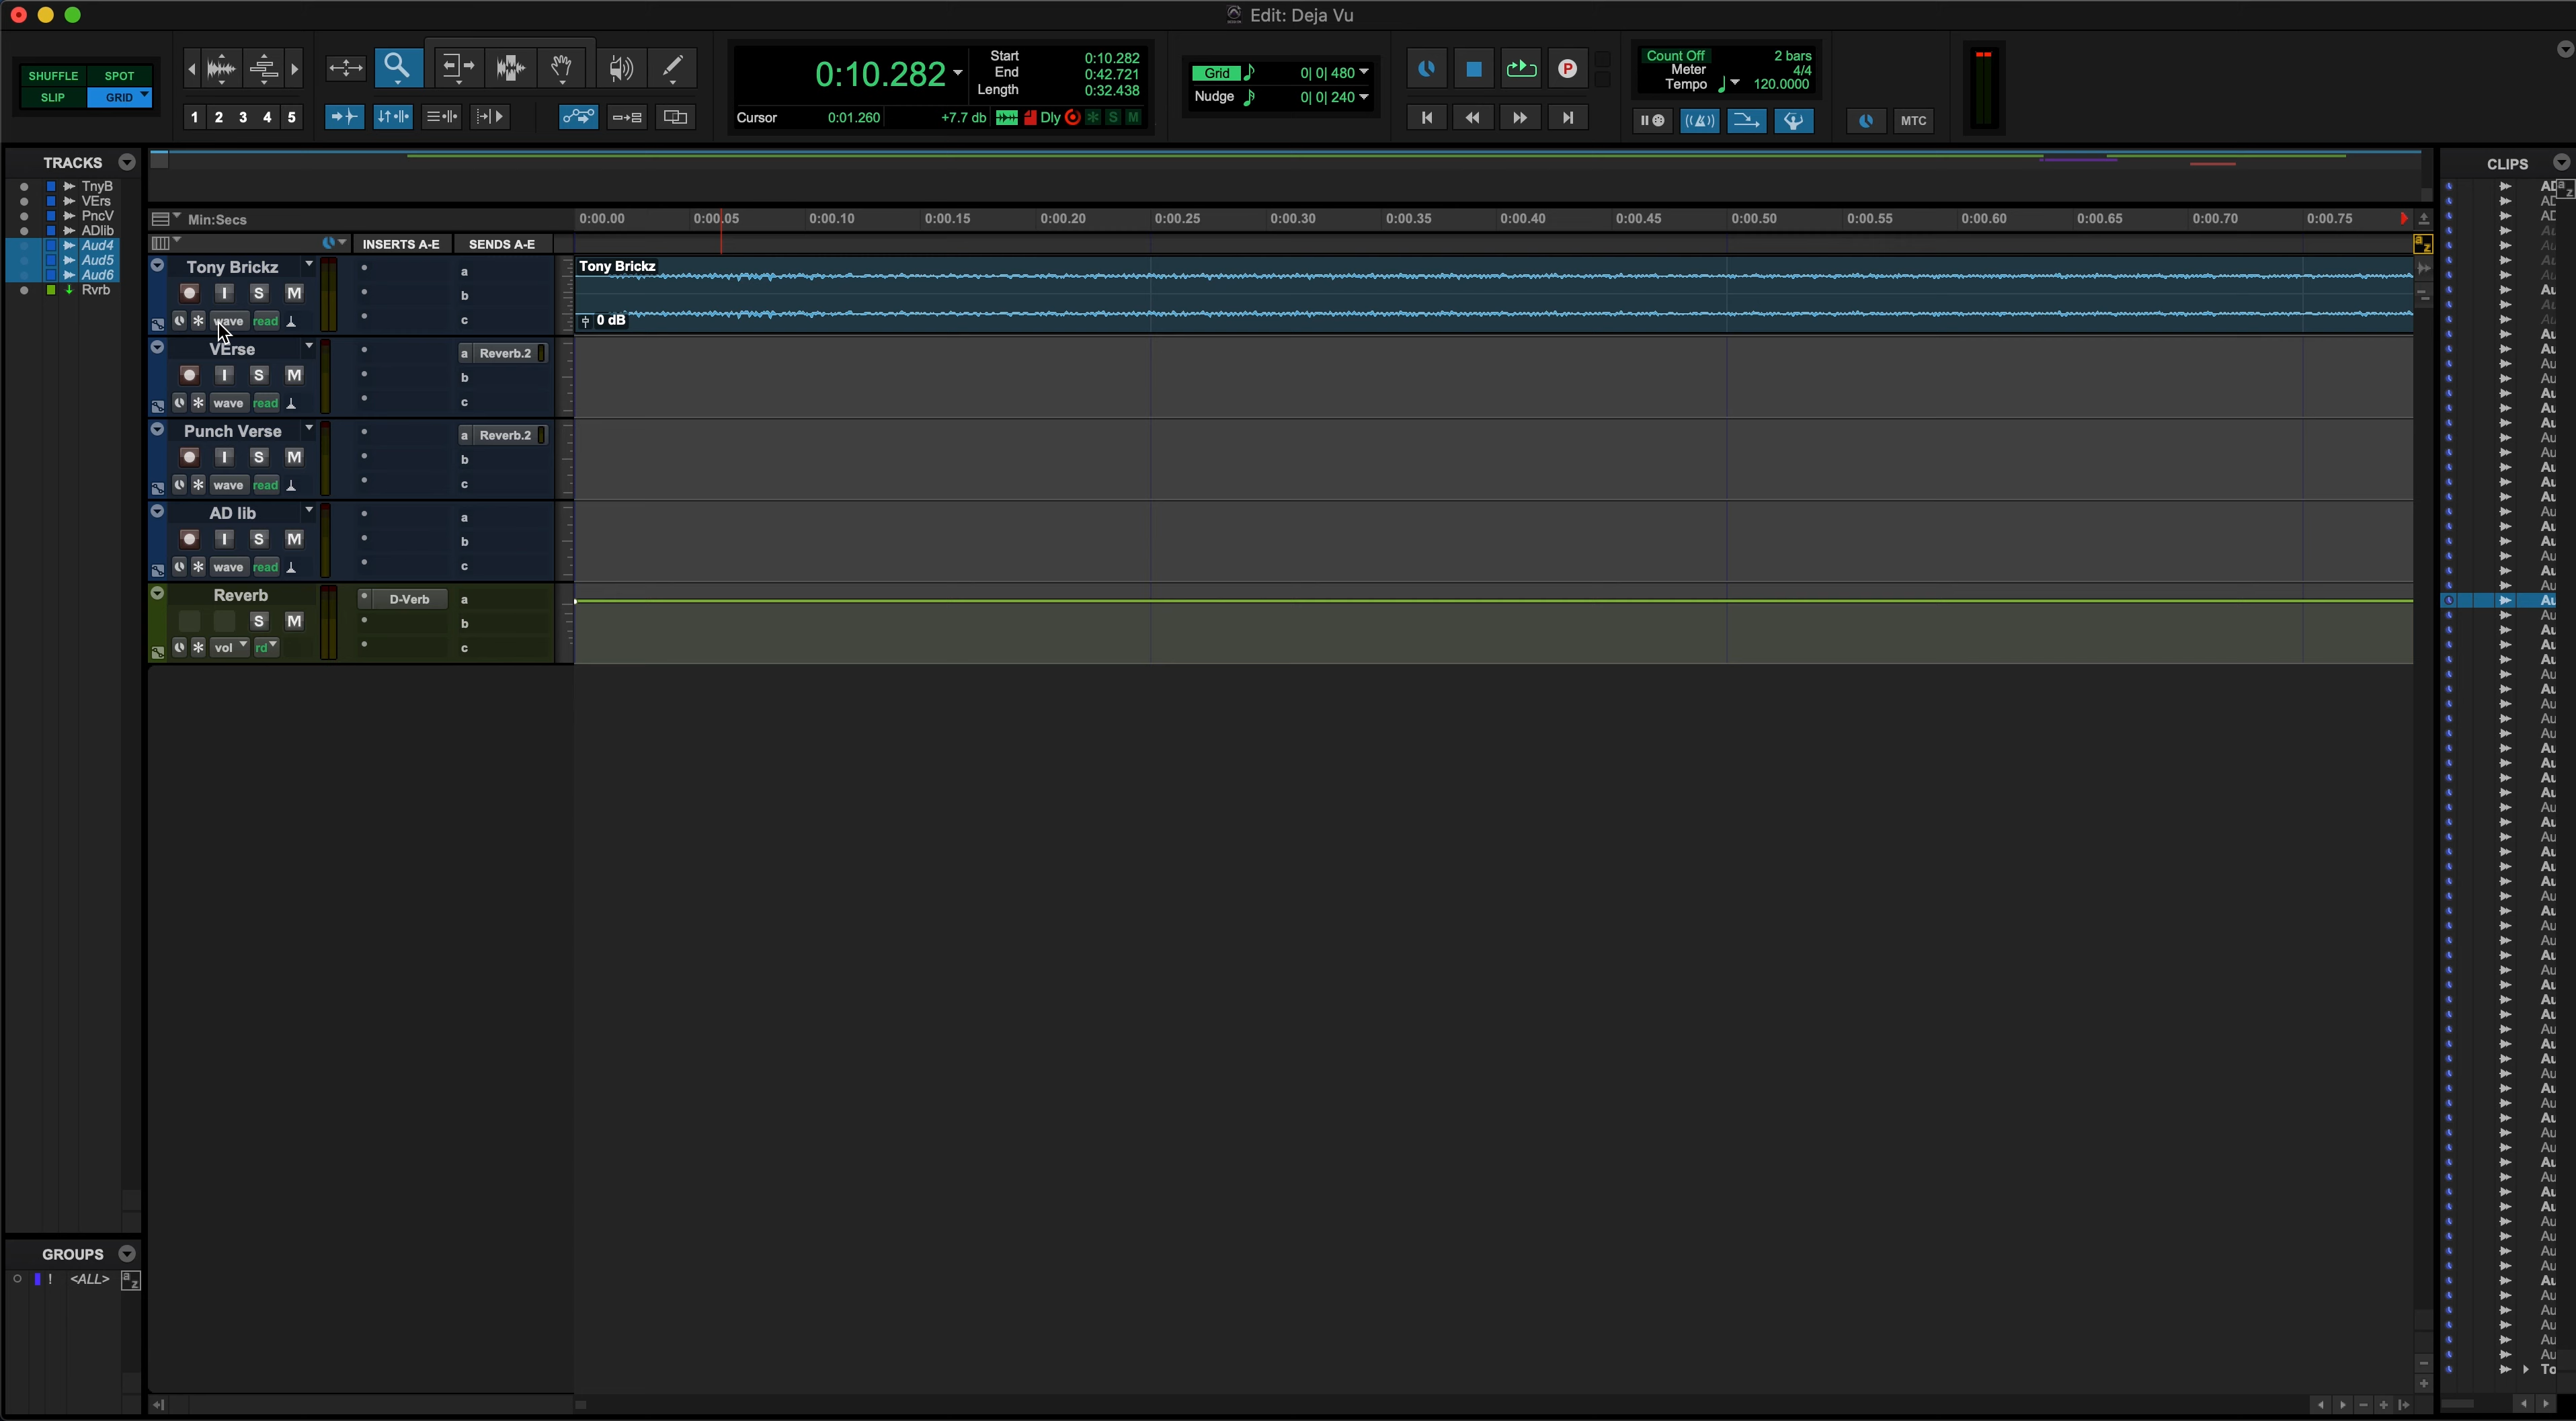 Edit: Deja Vu
SHUFFLE SPOT
SLIP GRID
1 2 3 4 5
0:10.282
Start 0:10.282
End 0:42.721
Length 0:32.438
Cursor 0:01.260 +7.7 db Dly S M
Grid 0| 0| 480
Nudge 0| 0| 240
P
Count Off 2 bars
Meter 4/4
Tempo 120.0000
MTC
TRACKS
TnyB
VErs
PncV
ADlib
Aud4
Aud5
Aud6
Rvrb
GROUPS
! <ALL> a z
Min:Secs 0:00.00 0:00.05 0:00.10 0:00.15 0:00.20 0:00.25 0:00.30 0:00.35 0:00.40 0:00.45 0:00.50 0:00.55 0:00.60 0:00.65 0:00.70 0:00.75
INSERTS A-E SENDS A-E
Tony Brickz
I S M
wave read
a
b
c
Tony Brickz
0 dB
VErse
I S M
wave read
a Reverb.2
b
c
Punch Verse
I S M
wave read
a Reverb.2
b
c
AD lib
I S M
wave read
a
b
c
Reverb
S M
vol rd
D-Verb
a
b
c
CLIPS